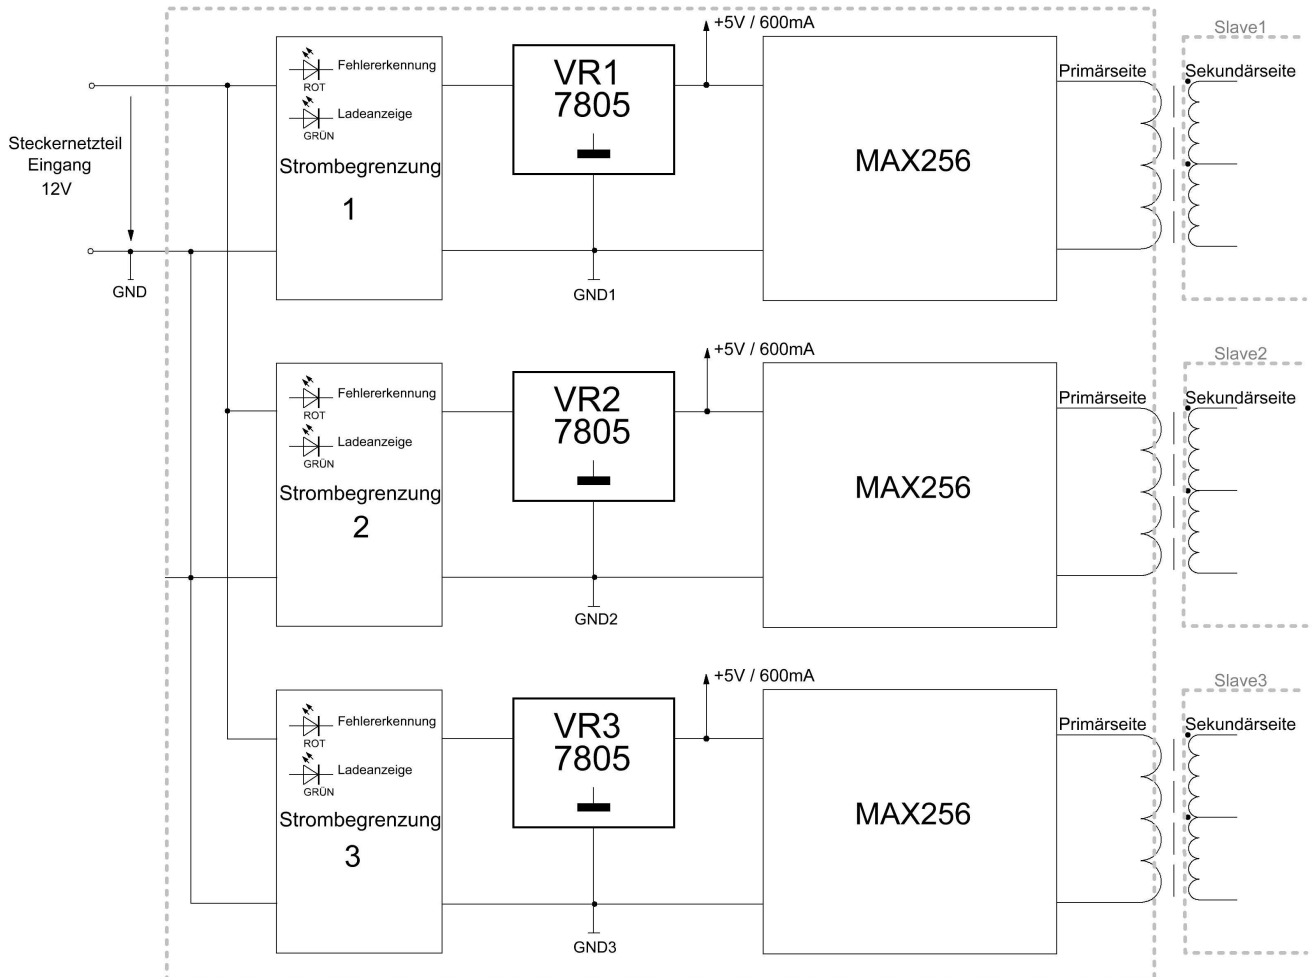 Steckernetzteil
Eingang
12V
GND
Fehlererkennung
ROT
Ladeanzeige
GRÜN
Strombegrenzung
1
VR1
7805
GND1
+5V / 600mA
MAX256
Primärseite
Slave1
Sekundärseite
Fehlererkennung
ROT
Ladeanzeige
GRÜN
Strombegrenzung
2
VR2
7805
GND2
+5V / 600mA
MAX256
Primärseite
Slave2
Sekundärseite
Fehlererkennung
ROT
Ladeanzeige
GRÜN
Strombegrenzung
3
VR3
7805
GND3
+5V / 600mA
MAX256
Primärseite
Slave3
Sekundärseite